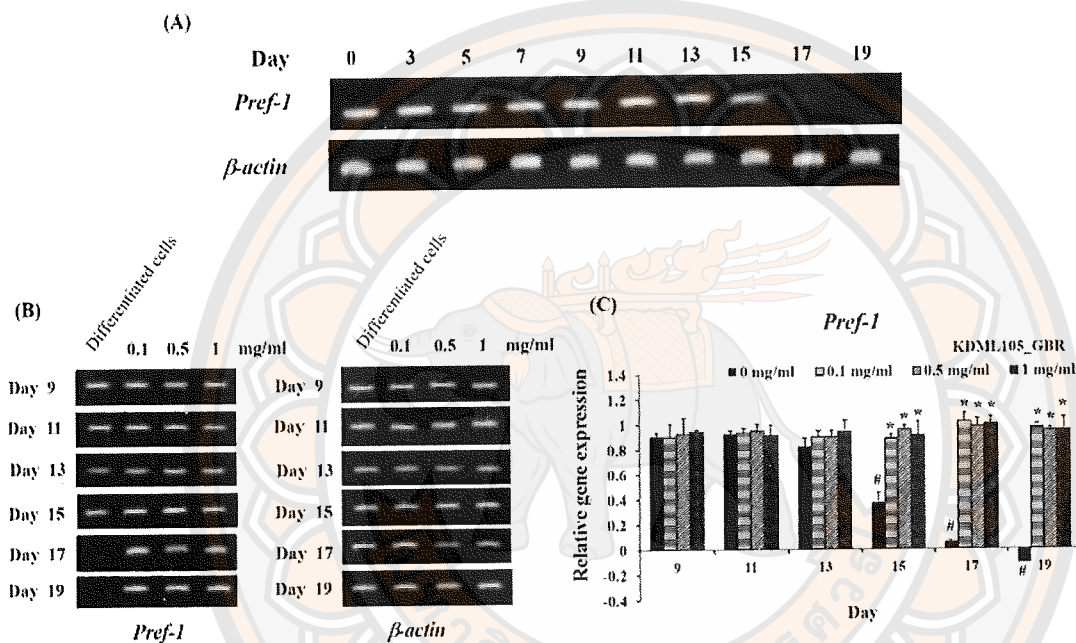 (A)
Day 0 3 5 7 9 11 13 15 17 19
Pref-1
β-actin
(B)
Differentiated cells
0.1 0.5 1 mg/ml
Day 9
Day 11
Day 13
Day 15
Day 17
Day 19
Pref-1
Differentiated cells
0.1 0.5 1 mg/ml
Day 9
Day 11
Day 13
Day 15
Day 17
Day 19
β-actin
(C)
Pref-1
KDML105_GBR
0 mg/ml 0.1 mg/ml 0.5 mg/ml 1 mg/ml
Relative gene expression
1.4
1.2
1
0.8
0.6
0.4
0.2
0
-0.2
-0.4
# * * *
# * * *
# * * *
9 11 13 15 17 19
Day